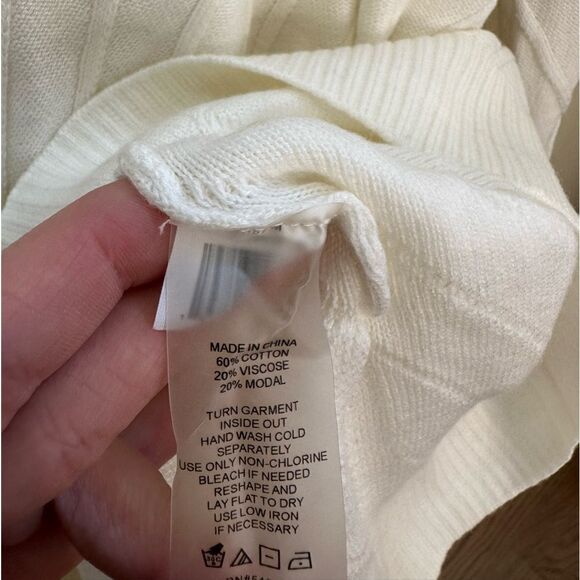 MADE IN CHINA
60% COTTON
20% VISCOSE
20% MODAL
TURN GARMENT
INSIDE OUT
HAND WASH COLD
SEPARATELY
USE ONLY NON-CHLORINE
BLEACH IF NEEDED
RESHAPE AND
LAY FLAT TO DRY
USE LOW IRON
IF NECESSARY